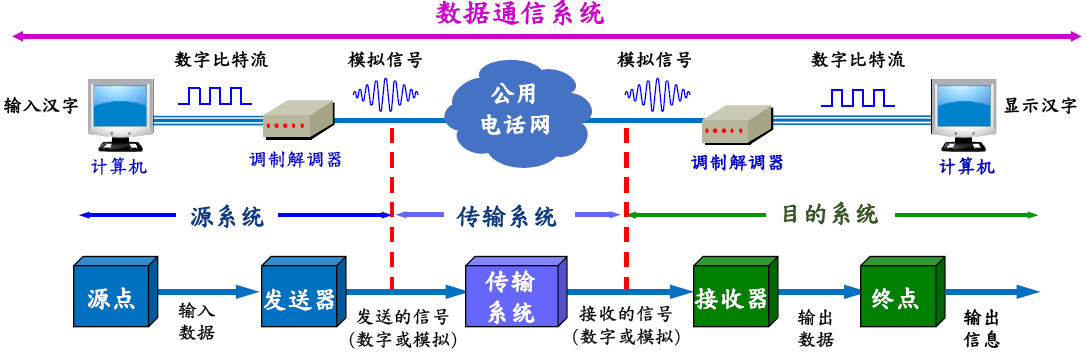 数据通信系统
数字比特流
模拟信号
模拟信号
数字比特流
输入汉字
公用
电话网
显示汉字
计算机
调制解调器
调制解调器
计算机
源系统
传输系统
目的系统
源点
输入
数据
发送器
发送的信号
(数字或模拟)
传输
系统
接收的信号
(数字或模拟)
接收器
输出
数据
终点
输出
信息